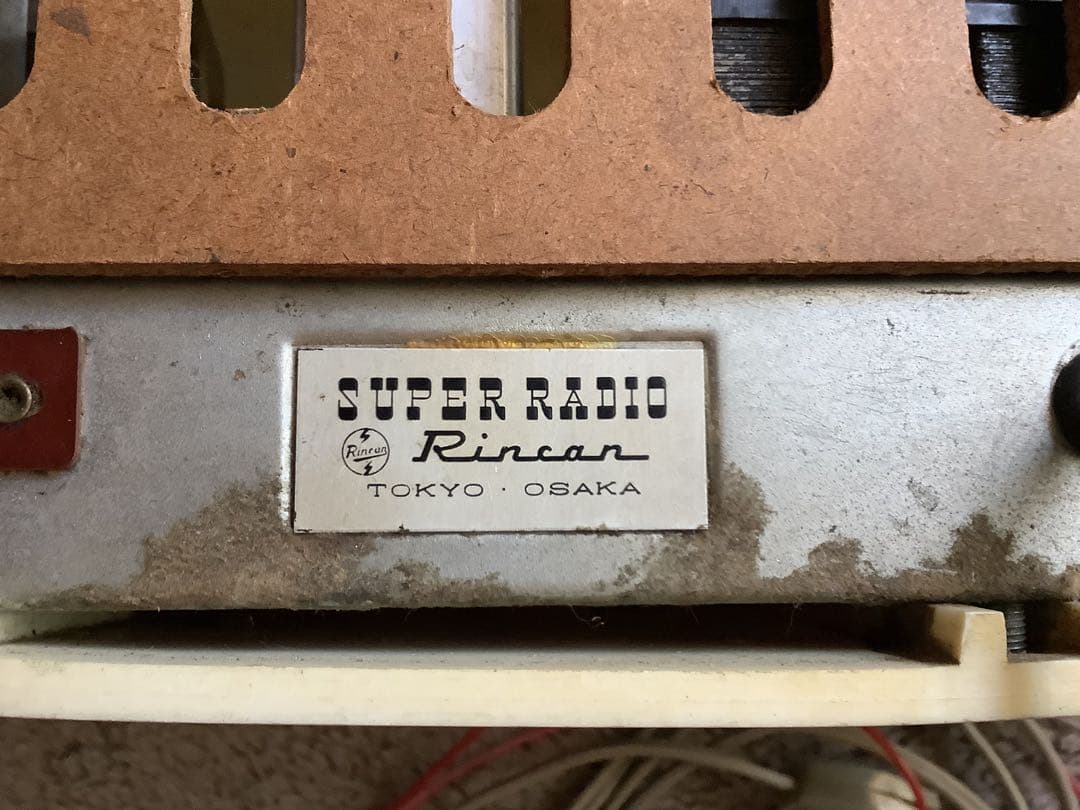 SUPER RADIO
Rincan Rincan
TOKYO · OSAKA